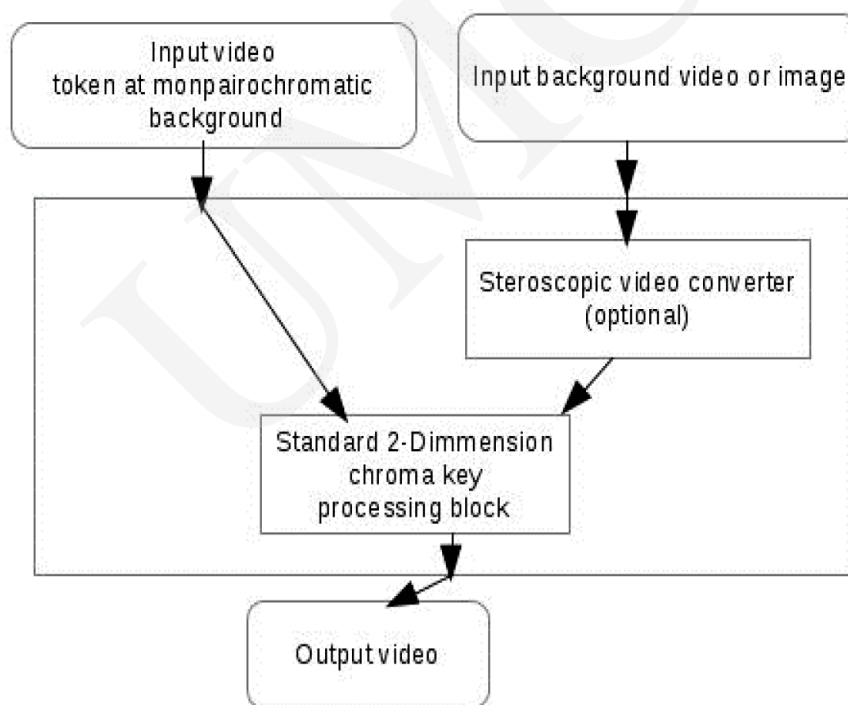 Input video
token at monpairochromatic
background
Input background video or image
Steroscopic video converter
(optional)
Standard 2-Dimmension
chroma key
processing block
Output video